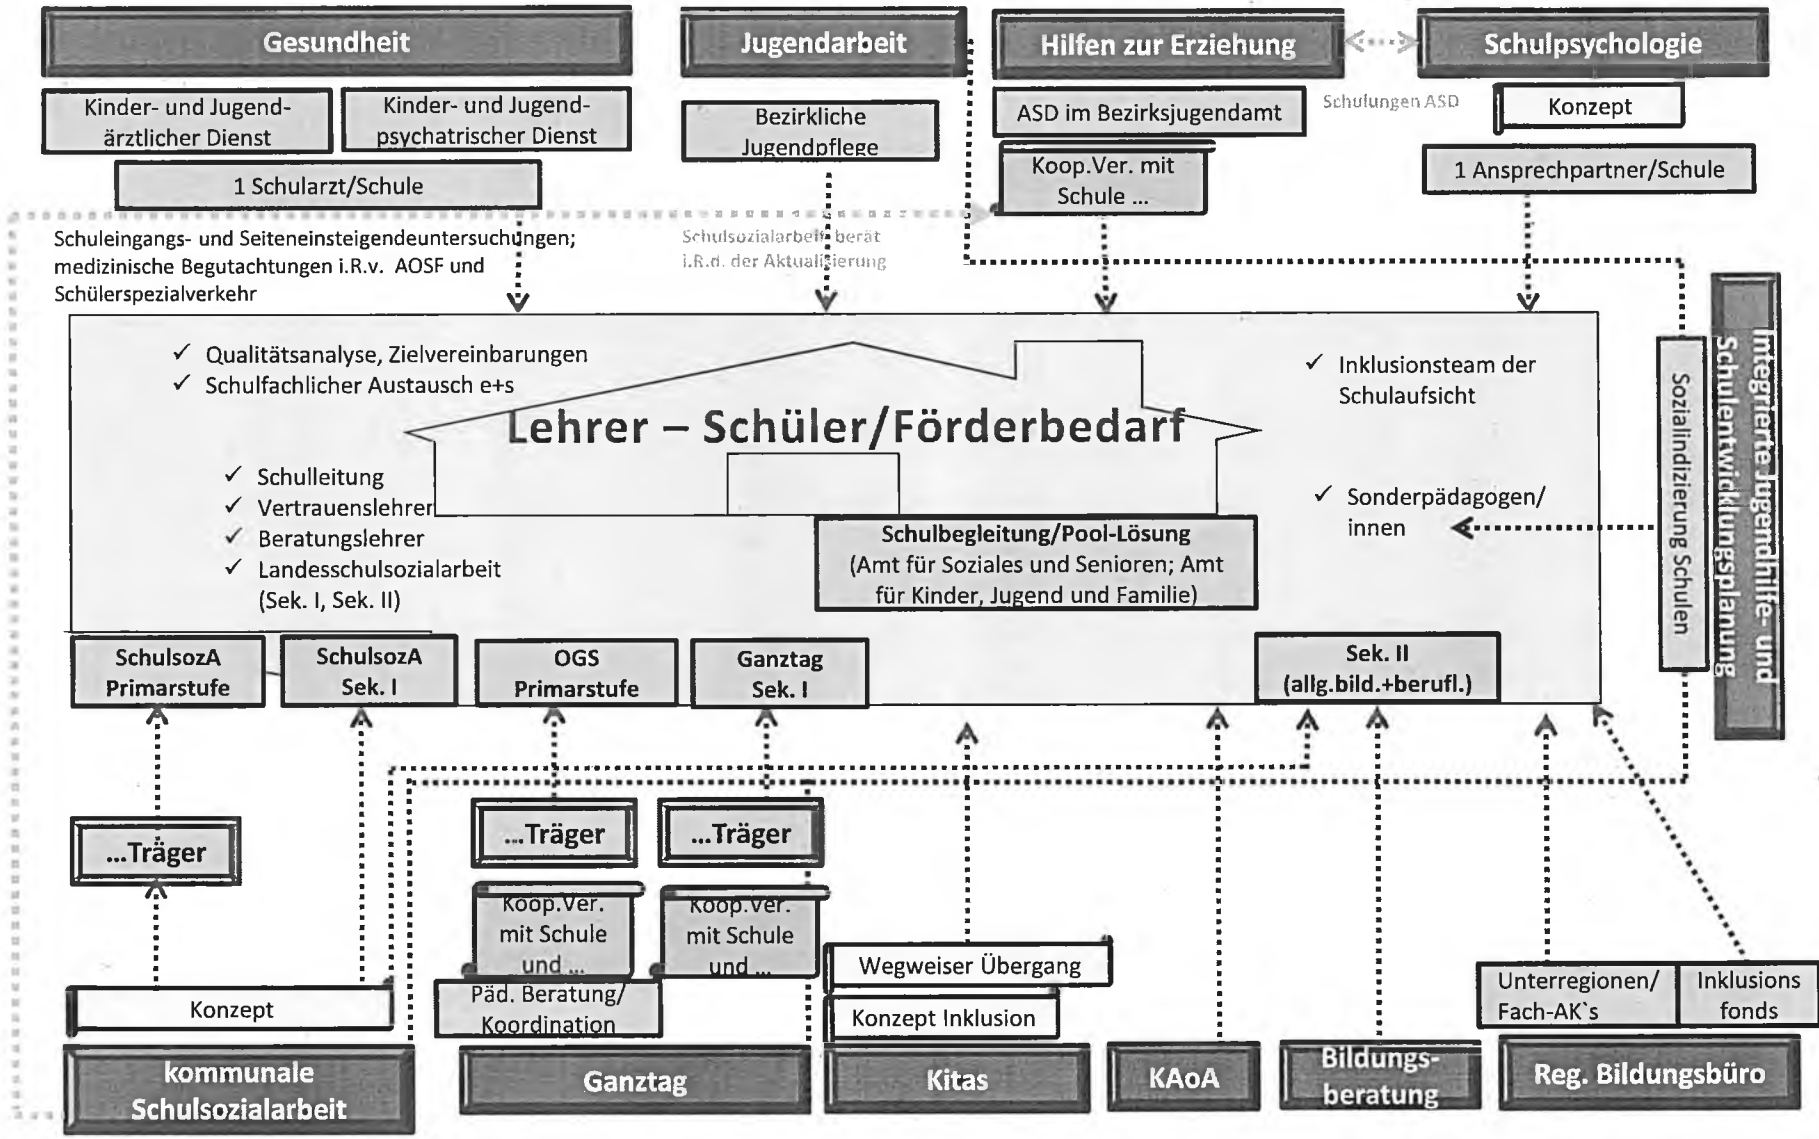 Gesundheit
Jugendarbeit
Hilfen zur Erziehung
Schulpsychologie
Kinder- und Jugend-
ärztlicher Dienst
Kinder- und Jugend-
psychatrischer Dienst
1 Schularzt/Schule
Bezirkliche
Jugendpflege
ASD im Bezirksjugendamt
Koop.Ver. mit
Schule ...
Schulungen ASD
Konzept
1 Ansprechpartner/Schule
Schuleingangs- und Seiteneinsteigendeuntersuchungen;
medizinische Begutachtungen i.R.v. AOSF und
Schülerspezialverkehr
Schulsozialarbeit berät
i.R.d. der Aktualisierung
✓ Qualitätsanalyse, Zielvereinbarungen
✓ Schulfachlicher Austausch e+s
✓ Inklusionsteam der
Schulaufsicht
Lehrer – Schüler/Förderbedarf
✓ Schulleitung
✓ Vertrauenslehrer
✓ Beratungslehrer
✓ Landesschulsozialarbeit
(Sek. I, Sek. II)
✓ Sonderpädagogen/
innen
Schulbegleitung/Pool-Lösung
(Amt für Soziales und Senioren; Amt
für Kinder, Jugend und Familie)
Sozialindizierung Schulen
Integrierte Jugendhilfe- und
Schulentwicklungsplanung
SchulsozA
Primarstufe
SchulsozA
Sek. I
OGS
Primarstufe
Ganztag
Sek. I
Sek. II
(allg.bild.+berufl.)
...Träger
...Träger
...Träger
Koop.Ver.
mit Schule
und ...
Koop.Ver.
mit Schule
und ...
Konzept
Päd. Beratung/
Koordination
Wegweiser Übergang
Konzept Inklusion
Unterregionen/
Fach-AK`s
Inklusions
fonds
kommunale
Schulsozialarbeit
Ganztag
Kitas
KAoA
Bildungs-
beratung
Reg. Bildungsbüro